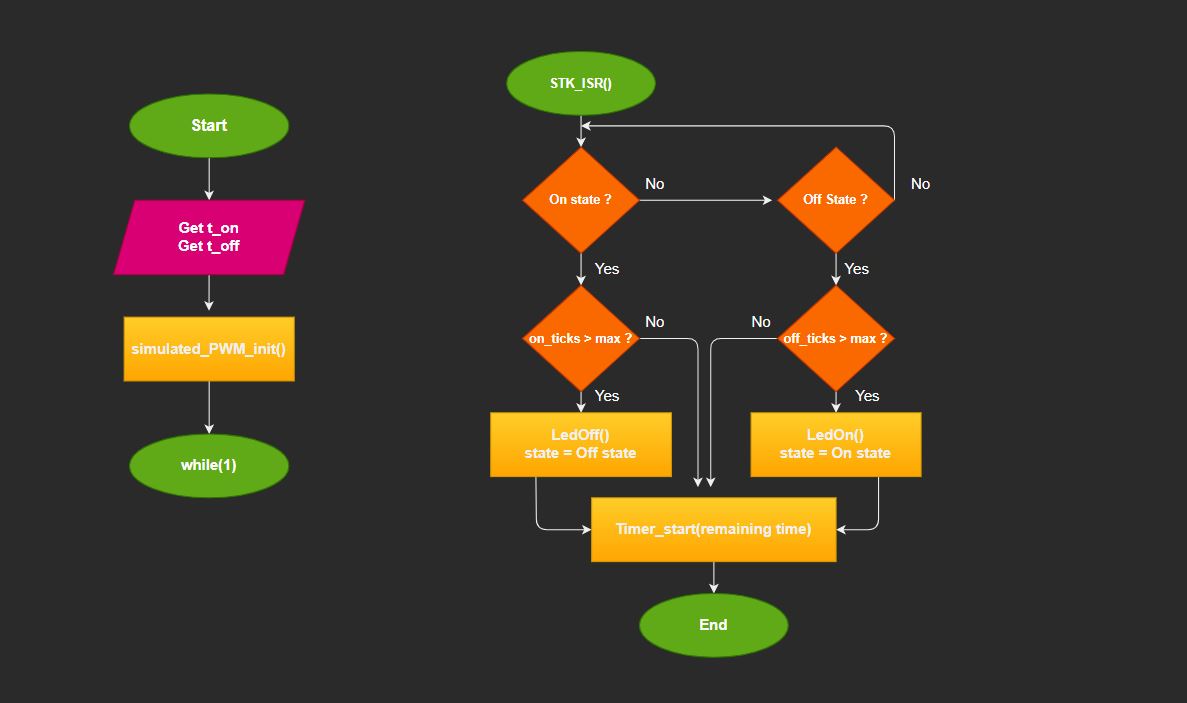 Start
Get t_on
Get t_off
simulated_PWM_init()
while(1)
STK_ISR()
On state ?
No
Off State ?
No
Yes
Yes
on_ticks > max ?
No
No
off_ticks > max ?
Yes
Yes
LedOff()
state = Off state
LedOn()
state = On state
Timer_start(remaining time)
End